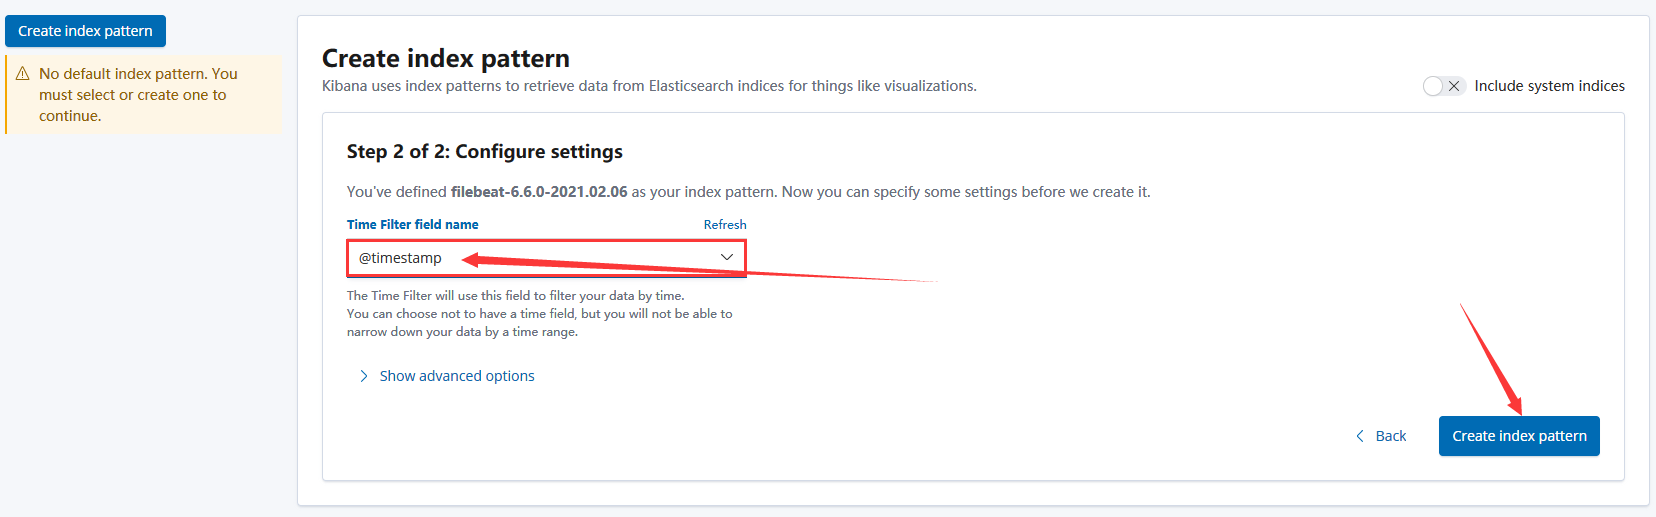 Create index pattern
No default index pattern. You
must select or create one to
continue.
Create index pattern
Kibana uses index patterns to retrieve data from Elasticsearch indices for things like visualizations.
Include system indices
Step 2 of 2: Configure settings
You've defined filebeat-6.6.0-2021.02.06 as your index pattern. Now you can specify some settings before we create it.
Time Filter field name
Refresh
@timestamp
The Time Filter will use this field to filter your data by time.
You can choose not to have a time field, but you will not be able to
narrow down your data by a time range.
Show advanced options
Back
Create index pattern